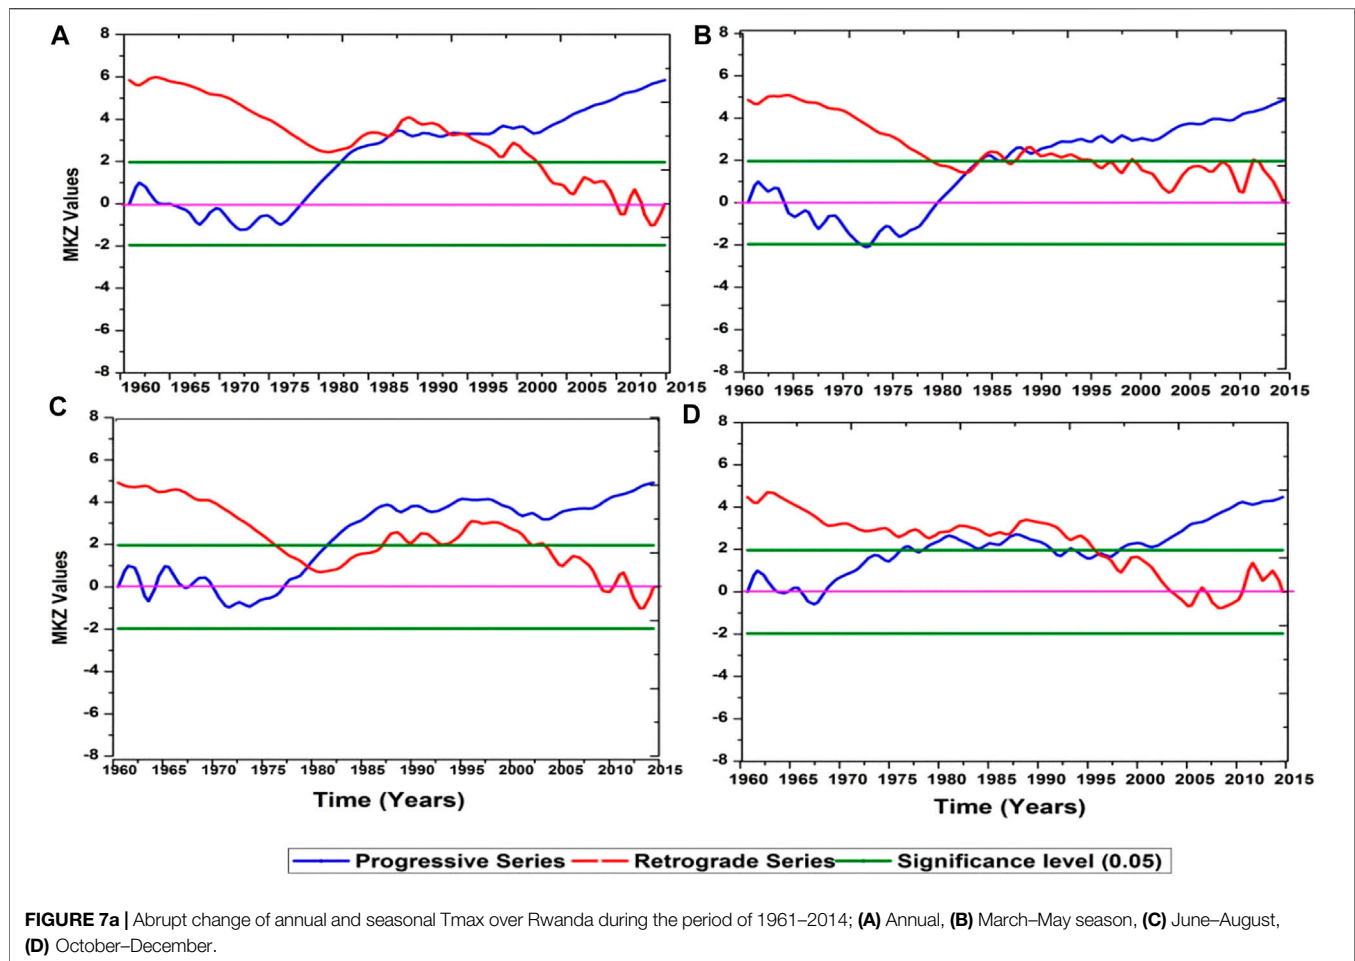 A
MKZ Values
8
6
4
2
0
-2
-4
-6
-8
1960 1965 1970 1975 1980 1985 1990 1995 2000 2005 2010 2015
B
8
6
4
2
0
-2
-4
-6
-8
1960 1965 1970 1975 1980 1985 1990 1995 2000 2005 2010 2015
C
MKZ Values
8
6
4
2
0
-2
-4
-6
-8
1960 1965 1970 1975 1980 1985 1990 1995 2000 2005 2010 2015
Time (Years)
D
8
6
4
2
0
-2
-4
-6
-8
1960 1965 1970 1975 1980 1985 1990 1995 2000 2005 2010 2015
Time (Years)
Progressive Series Retrograde Series Significance level (0.05)
FIGURE 7a | Abrupt change of annual and seasonal Tmax over Rwanda during the period of 1961–2014; (A) Annual, (B) March–May season, (C) June–August,
(D) October–December.